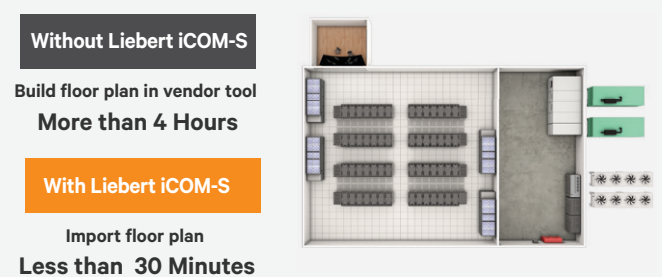 Without Liebert iCOM-S
Build floor plan in vendor tool
More than 4 Hours
With Liebert iCOM-S
Import floor plan
Less than 30 Minutes